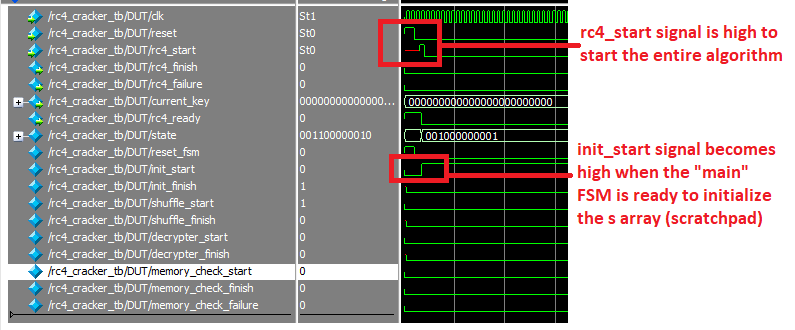 /rc4_cracker_tb/DUT/clk St1
/rc4_cracker_tb/DUT/reset St0
/rc4_cracker_tb/DUT/rc4_start St0
/rc4_cracker_tb/DUT/rc4_finish 0
/rc4_cracker_tb/DUT/rc4_failure 0
/rc4_cracker_tb/DUT/current_key 00000000000000... 000000000000000000000000
/rc4_cracker_tb/DUT/rc4_ready 0
/rc4_cracker_tb/DUT/state 001100000010 001000000001
/rc4_cracker_tb/DUT/reset_fsm 0
/rc4_cracker_tb/DUT/init_start 0
/rc4_cracker_tb/DUT/init_finish 1
/rc4_cracker_tb/DUT/shuffle_start 1
/rc4_cracker_tb/DUT/shuffle_finish 0
/rc4_cracker_tb/DUT/decrypter_start 0
/rc4_cracker_tb/DUT/decrypter_finish 0
/rc4_cracker_tb/DUT/memory_check_start 0
/rc4_cracker_tb/DUT/memory_check_finish 0
/rc4_cracker_tb/DUT/memory_check_failure 0
rc4_start signal is high to
start the entire algorithm
init_start signal becomes
high when the "main"
FSM is ready to initialize
the s array (scratchpad)